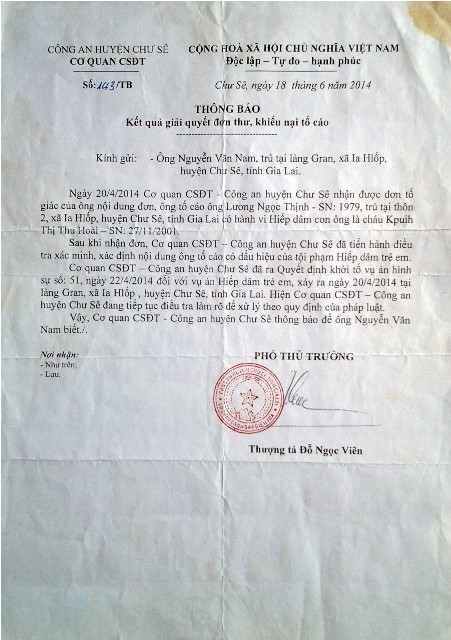 CÔNG AN HUYỆN CHƯ SÊ
CƠ QUAN CSĐT
CỘNG HOÀ XÃ HỘI CHỦ NGHĨA VIỆT NAM
Độc lập – Tự do – hạnh phúc
Số: 143/TB
Chư Sê, ngày 18 tháng 6 năm 2014
THÔNG BÁO
Kết quả giải quyết đơn thư, khiếu nại tố cáo
Kính gửi: - Ông Nguyễn Văn Nam, trú tại làng Gran, xã Ia Hlốp,
huyện Chư Sê, tỉnh Gia Lai.
Ngày 20/4/2014 Cơ quan CSĐT - Công an huyện Chư Sê nhận được đơn tố
giác của ông nội dung đơn, ông tố cáo ông Lương Ngọc Thịnh - SN: 1979, trú tại thôn
2, xã Ia Hlốp, huyện Chư Sê, tỉnh Gia Lai có hành vi Hiếp dâm con ông là cháu Kpuih
Thị Thu Hoài – SN: 27/11/2001.
Sau khi nhận đơn, Cơ quan CSĐT – Công an huyện Chư Sê đã tiến hành điều
tra xác minh, xác định nội dung ông tố cáo có dấu hiệu của tội phạm Hiếp dâm trẻ em.
Cơ quan CSĐT – Công an huyện Chư Sê đã ra Quyết định khởi tố vụ án hình
sự số: 51, ngày 22/4/2014 đối với vụ án Hiếp dâm trẻ em, xảy ra ngày 20/4/2014 tại
làng Gran, xã Ia Hlốp , huyện Chư Sê, tỉnh Gia Lai. Hiện Cơ quan CSĐT – Công an
huyện Chư Sê đang tiếp tục điều tra làm rõ để xử lý theo quy định của pháp luật.
Vậy, Cơ quan CSĐT - Công an huyện Chư Sê thông báo để ông Nguyễn Văn
Nam biết./.
Nơi nhận:
- Như trên;
- Lưu.
PHÓ THỦ TRƯỞNG
Thượng tá Đỗ Ngọc Viên